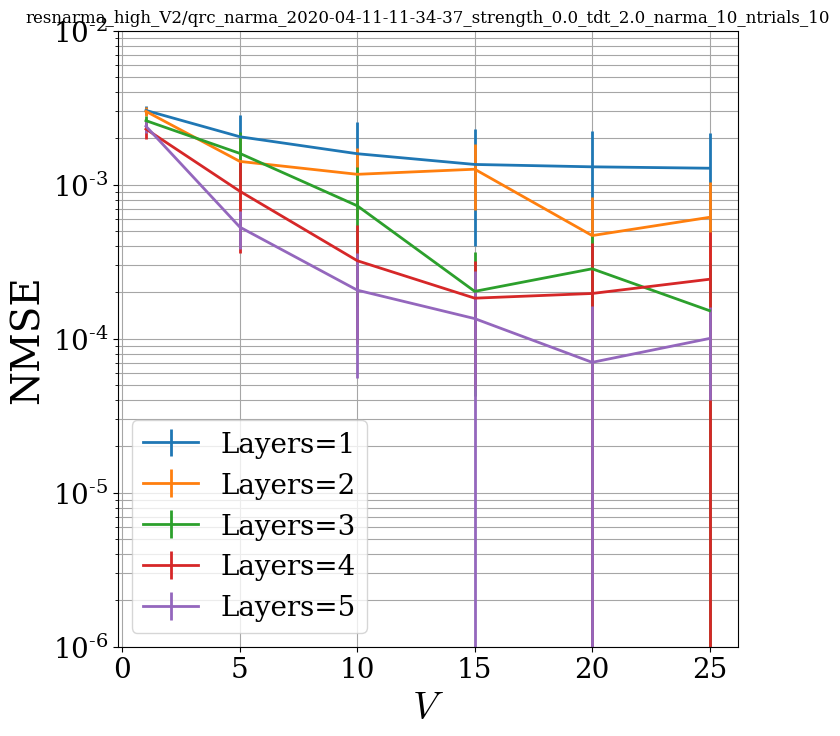 resnarma_high_V2/qrc_narma_2020-04-11-11-34-37_strength_0.0_tdt_2.0_narma_10_ntrials_10
10^-2
10^-3
10^-4
10^-5
10^-6
NMSE
Layers=1
Layers=2
Layers=3
Layers=4
Layers=5
0 5 10 15 20 25
V